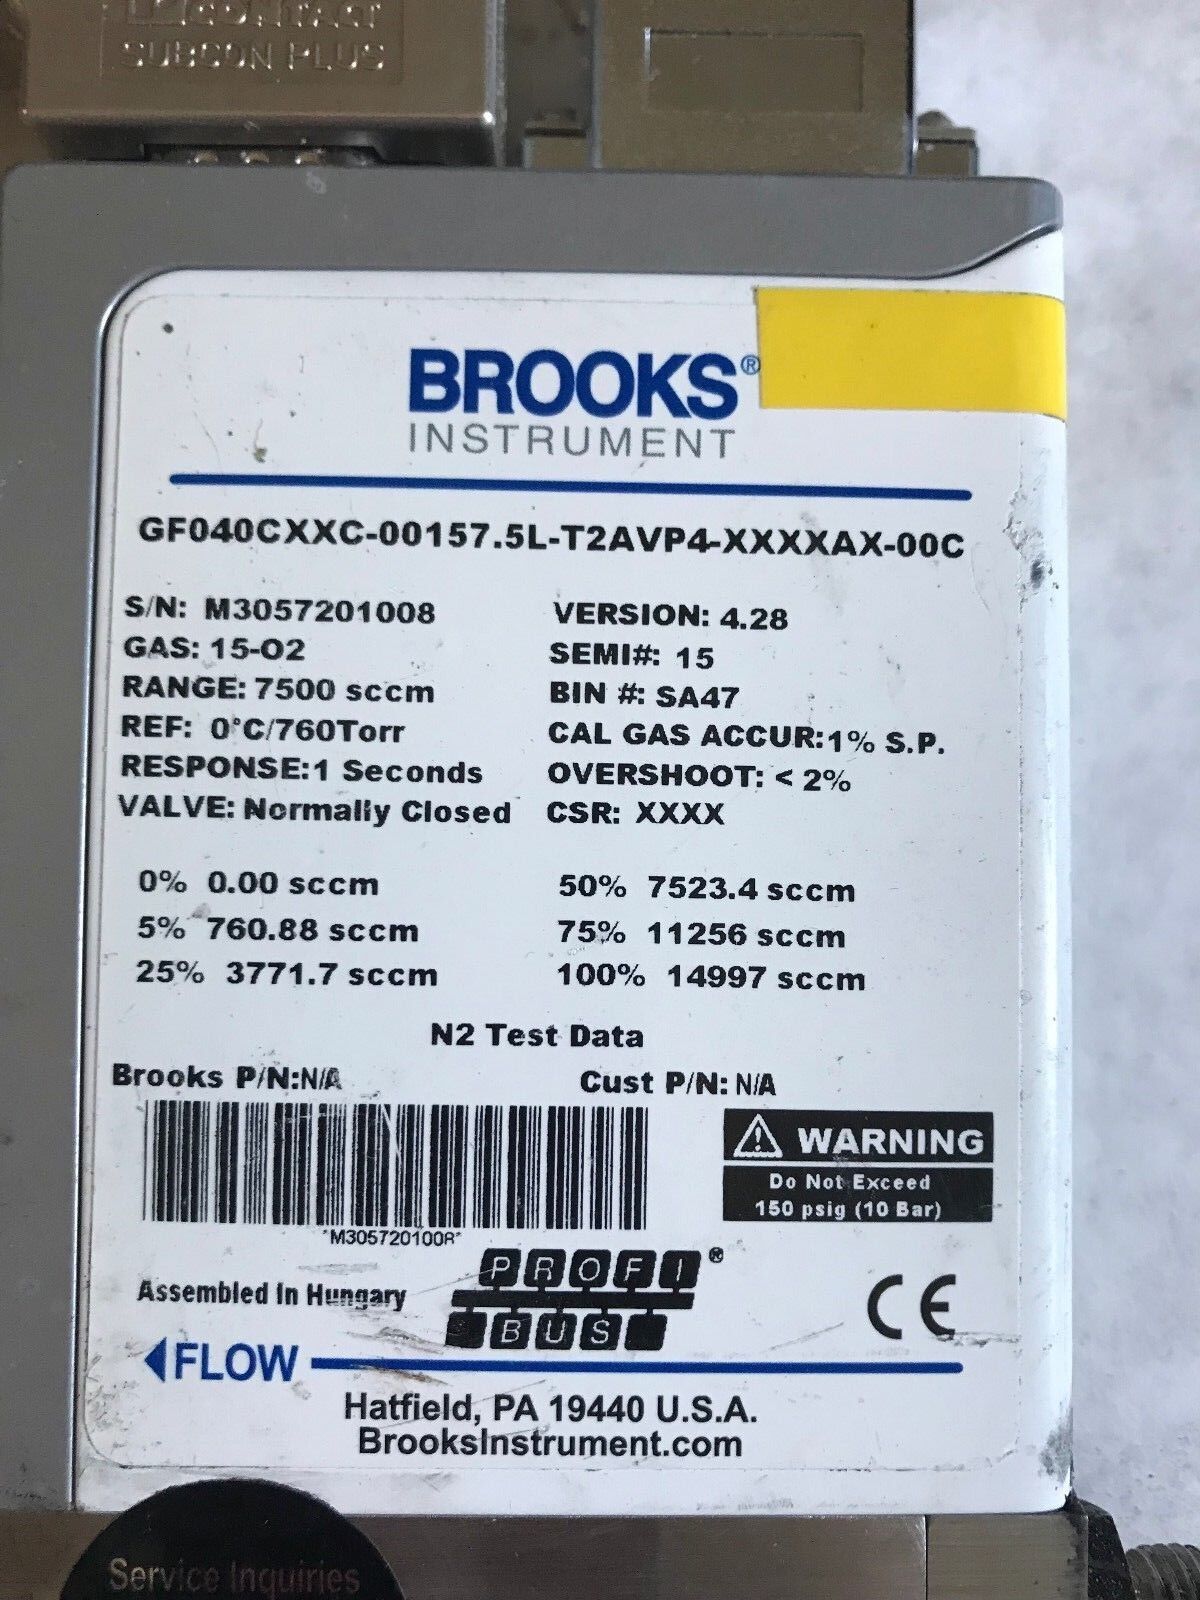 CONTACT
SUBCON PLUS
BROOKS®
INSTRUMENT
GF040CXXC-00157.5L-T2AVP4-XXXXAX-00C
S/N: M3057201008 VERSION: 4.28
GAS: 15-O2 SEMI#: 15
RANGE: 7500 sccm BIN #: SA47
REF: 0°C/760Torr CAL GAS ACCUR:1% S.P.
RESPONSE:1 Seconds OVERSHOOT: < 2%
VALVE: Normally Closed CSR: XXXX
0% 0.00 sccm 50% 7523.4 sccm
5% 760.88 sccm 75% 11256 sccm
25% 3771.7 sccm 100% 14997 sccm
N2 Test Data
Brooks P/N:N/A Cust P/N: N/A
WARNING
Do Not Exceed
150 psig (10 Bar)
*M3057201008*
PROFI®
BUS
Assembled In Hungary
CE
FLOW
Hatfield, PA 19440 U.S.A.
BrooksInstrument.com
Service Inquiries